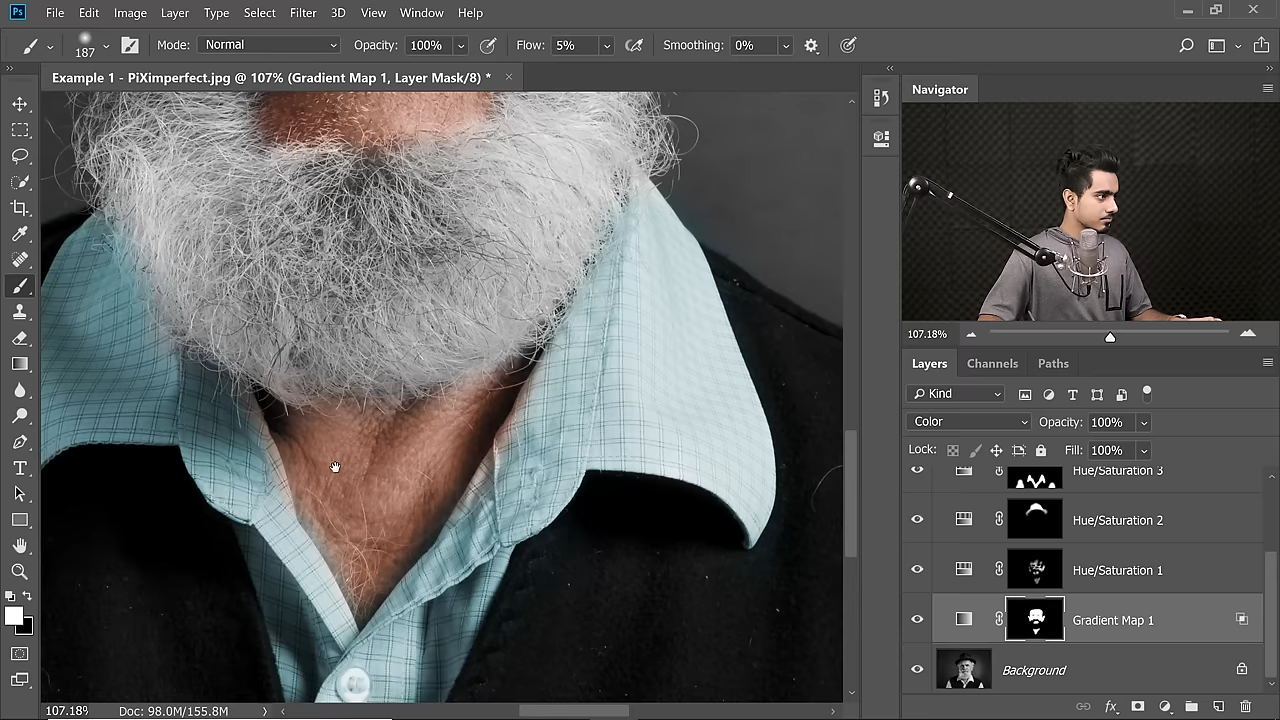 Ps File Edit Image Layer Type Select Filter 3D View Window Help
187 Mode: Normal Opacity: 100% Flow: 5% Smoothing: 0%
Example 1 - PiXimperfect.jpg @ 107% (Gradient Map 1, Layer Mask/8) *
Navigator
107.18%
Layers Channels Paths
Kind
Color Opacity: 100%
Lock: Fill: 100%
Hue/Saturation 3
Hue/Saturation 2
Hue/Saturation 1
Gradient Map 1
Background
107.18% Doc: 98.0M/155.8M